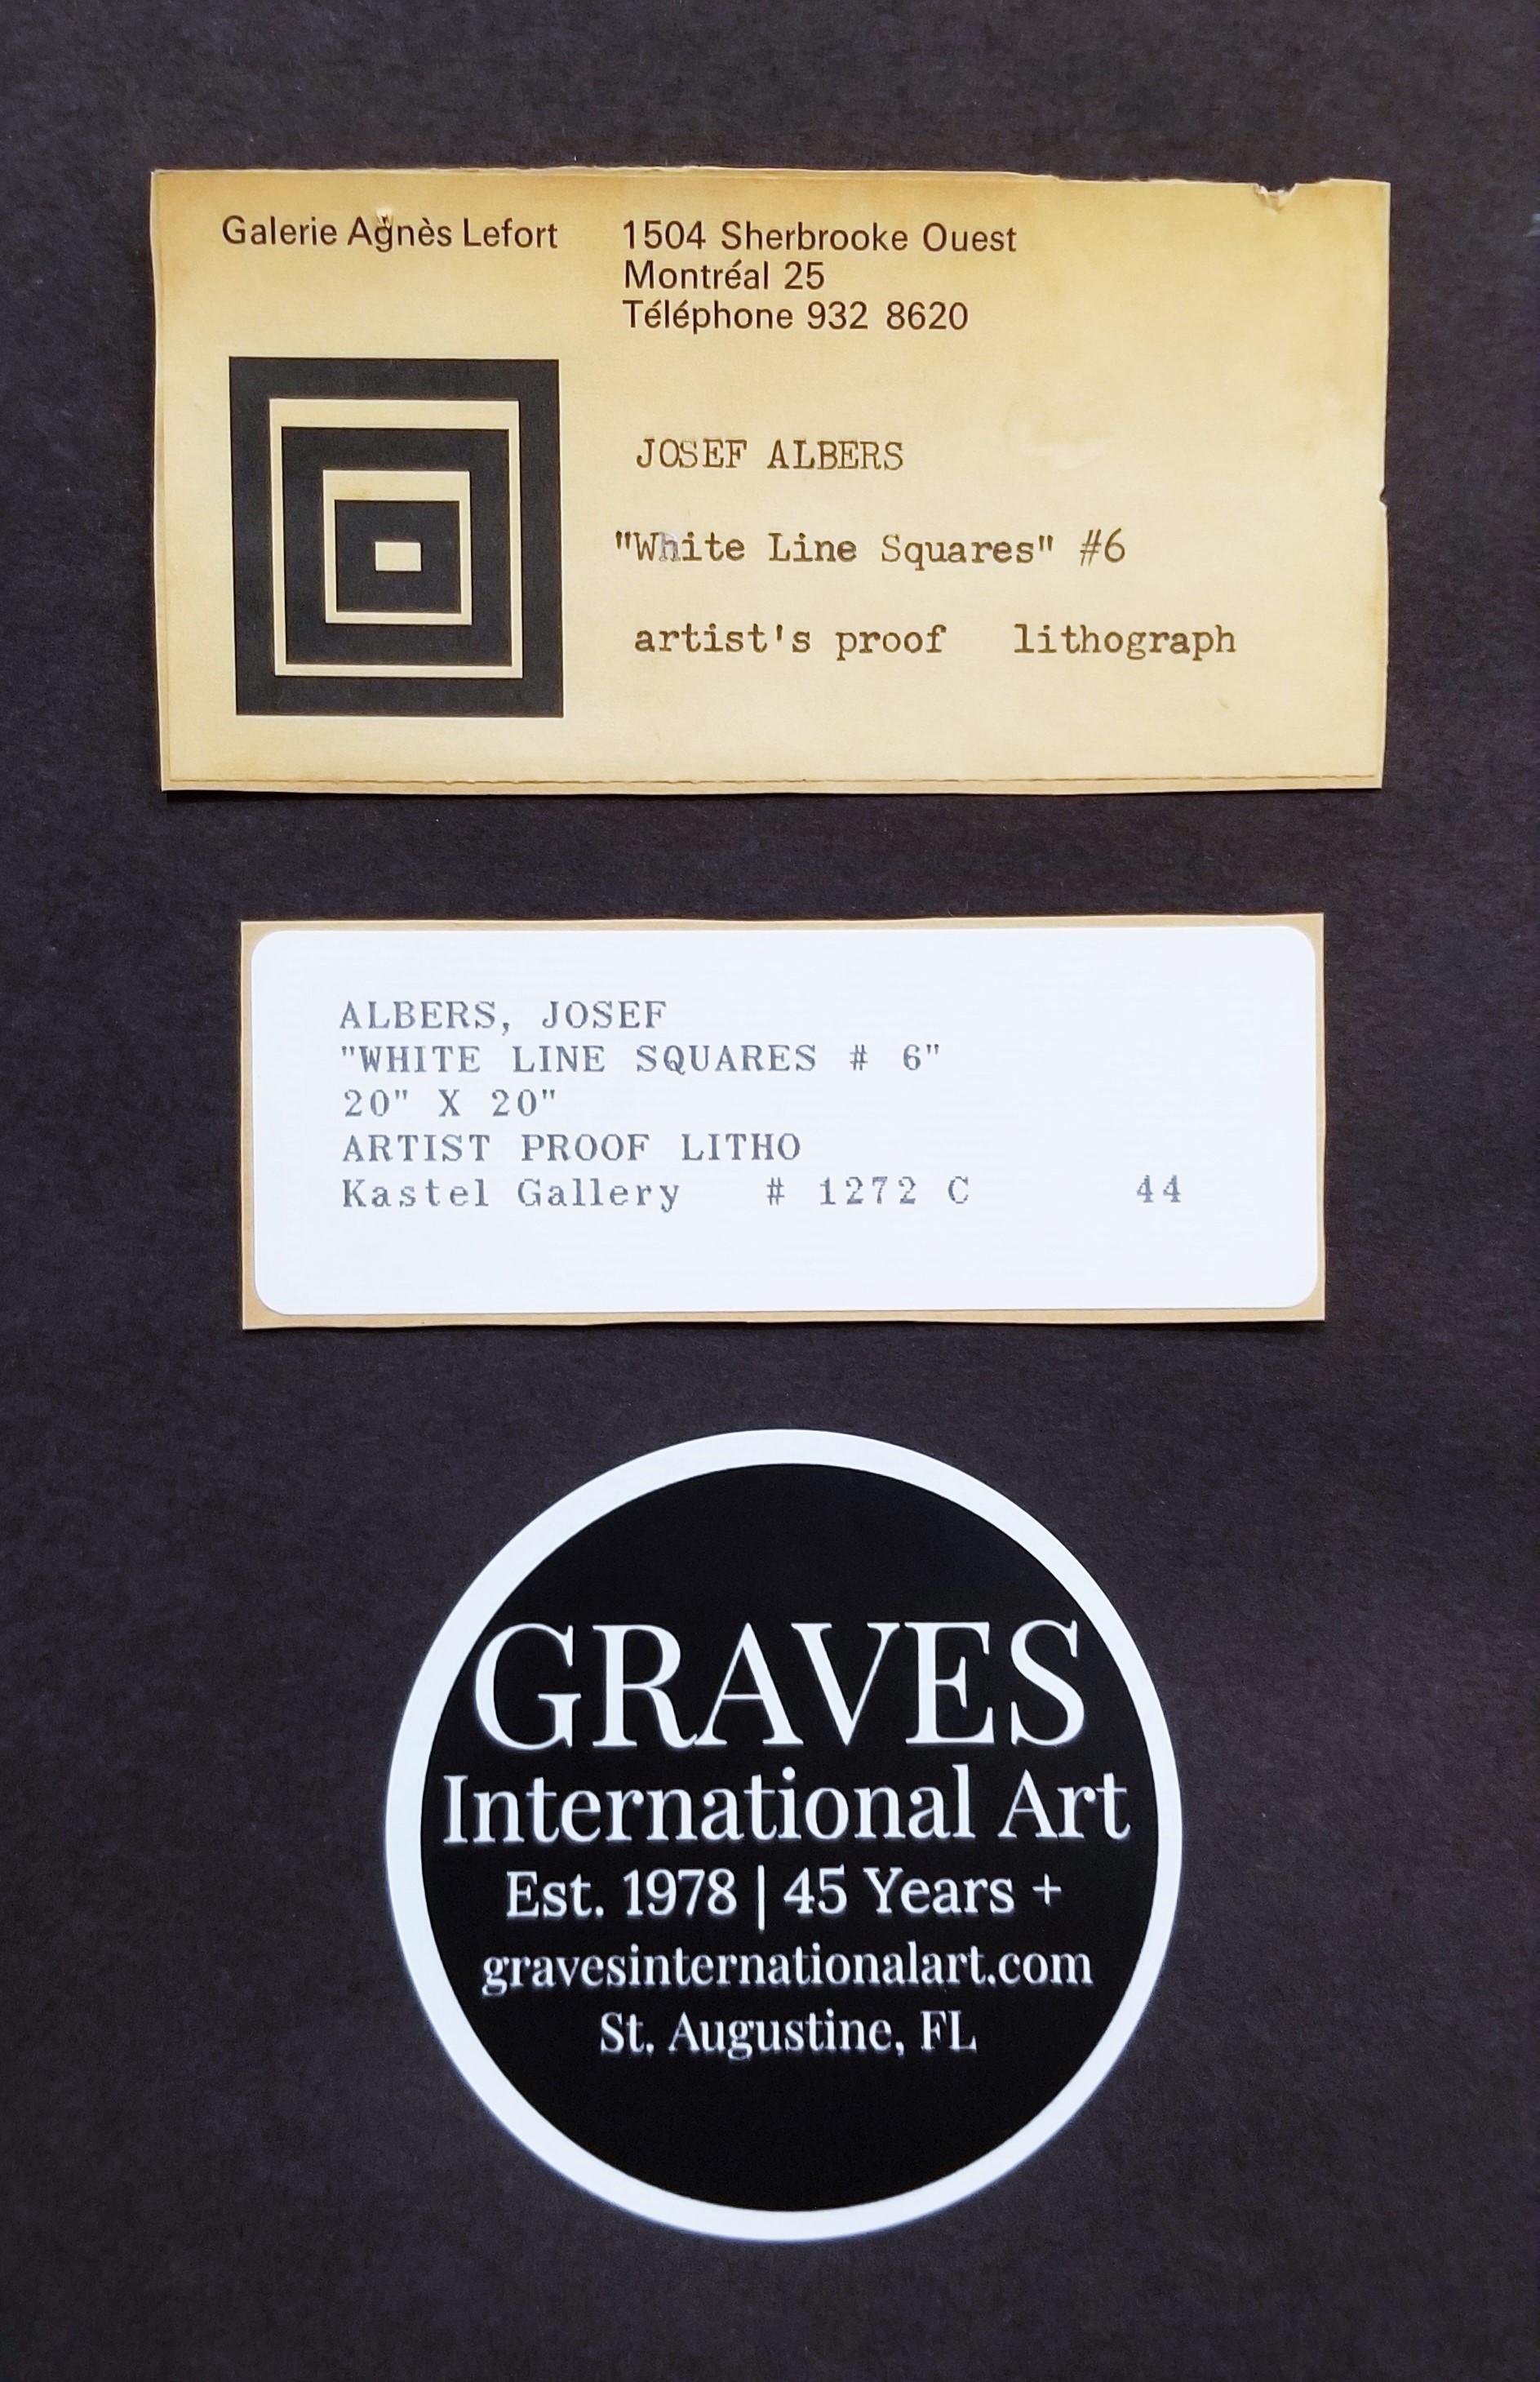 Galerie Agnès Lefort
1504 Sherbrooke Ouest
Montréal 25
Téléphone 932 8620
JOSEF ALBERS
"White Line Squares" #6
artist's proof lithograph
ALBERS, JOSEF
"WHITE LINE SQUARES # 6"
20" X 20"
ARTIST PROOF LITHO
Kastel Gallery # 1272 C 44
GRAVES
International Art
Est. 1978 | 45 Years +
gravesinternationalart.com
St. Augustine, FL